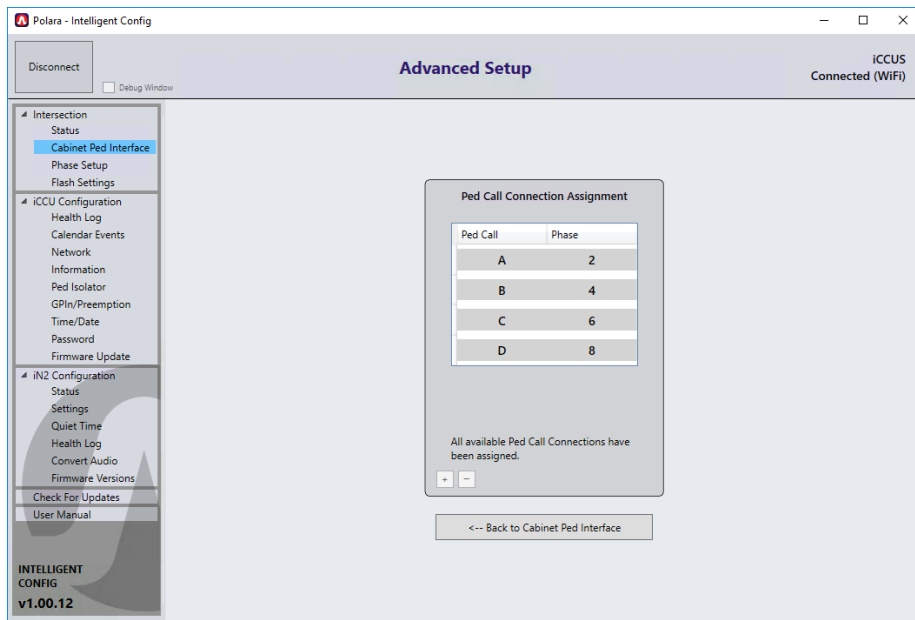 Polara - Intelligent Config
Disconnect
Debug Window
Advanced Setup
iCCUS
Connected (WiFi)
Intersection
Status
Cabinet Ped Interface
Phase Setup
Flash Settings
iCCU Configuration
Health Log
Calendar Events
Network
Information
Ped Isolator
GPIn/Preemption
Time/Date
Password
Firmware Update
iN2 Configuration
Status
Settings
Quiet Time
Health Log
Convert Audio
Firmware Versions
Check For Updates
User Manual
INTELLIGENT
CONFIG
v1.00.12
Ped Call Connection Assignment
Ped Call Phase
A 2
B 4
C 6
D 8
All available Ped Call Connections have
been assigned.
+ −
<-- Back to Cabinet Ped Interface